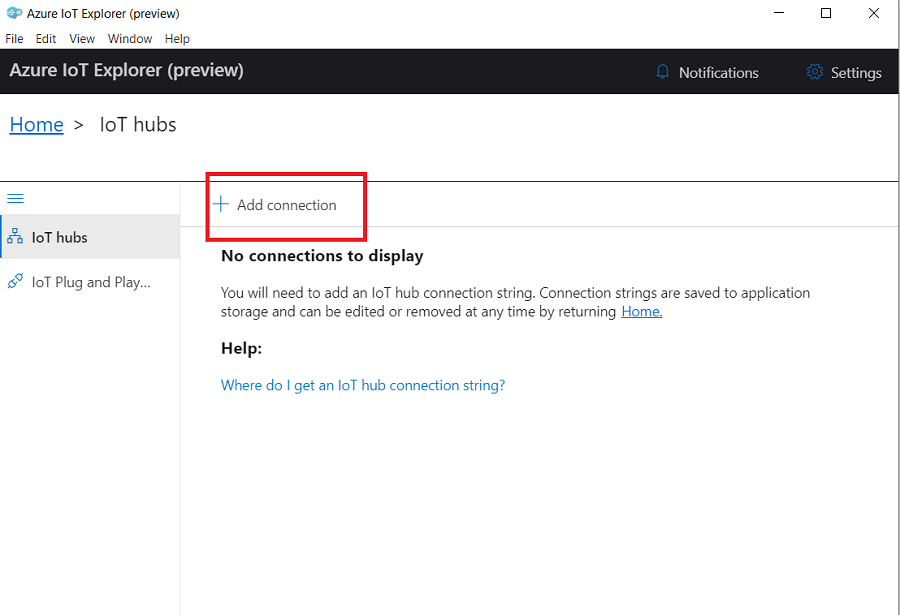 Azure IoT Explorer (preview)
File Edit View Window Help
Azure IoT Explorer (preview)
Notifications
Settings
Home > IoT hubs
Add connection
IoT hubs
IoT Plug and Play...
No connections to display
You will need to add an IoT hub connection string. Connection strings are saved to application
storage and can be edited or removed at any time by returning Home.
Help:
Where do I get an IoT hub connection string?